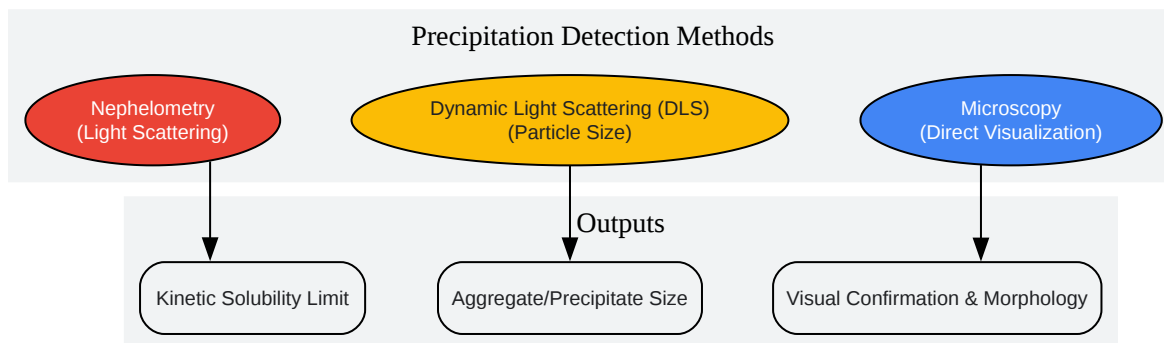 Precipitation Detection Methods
Nephelometry
(Light Scattering)
Dynamic Light Scattering (DLS)
(Particle Size)
Microscopy
(Direct Visualization)
Outputs
Kinetic Solubility Limit
Aggregate/Precipitate Size
Visual Confirmation & Morphology